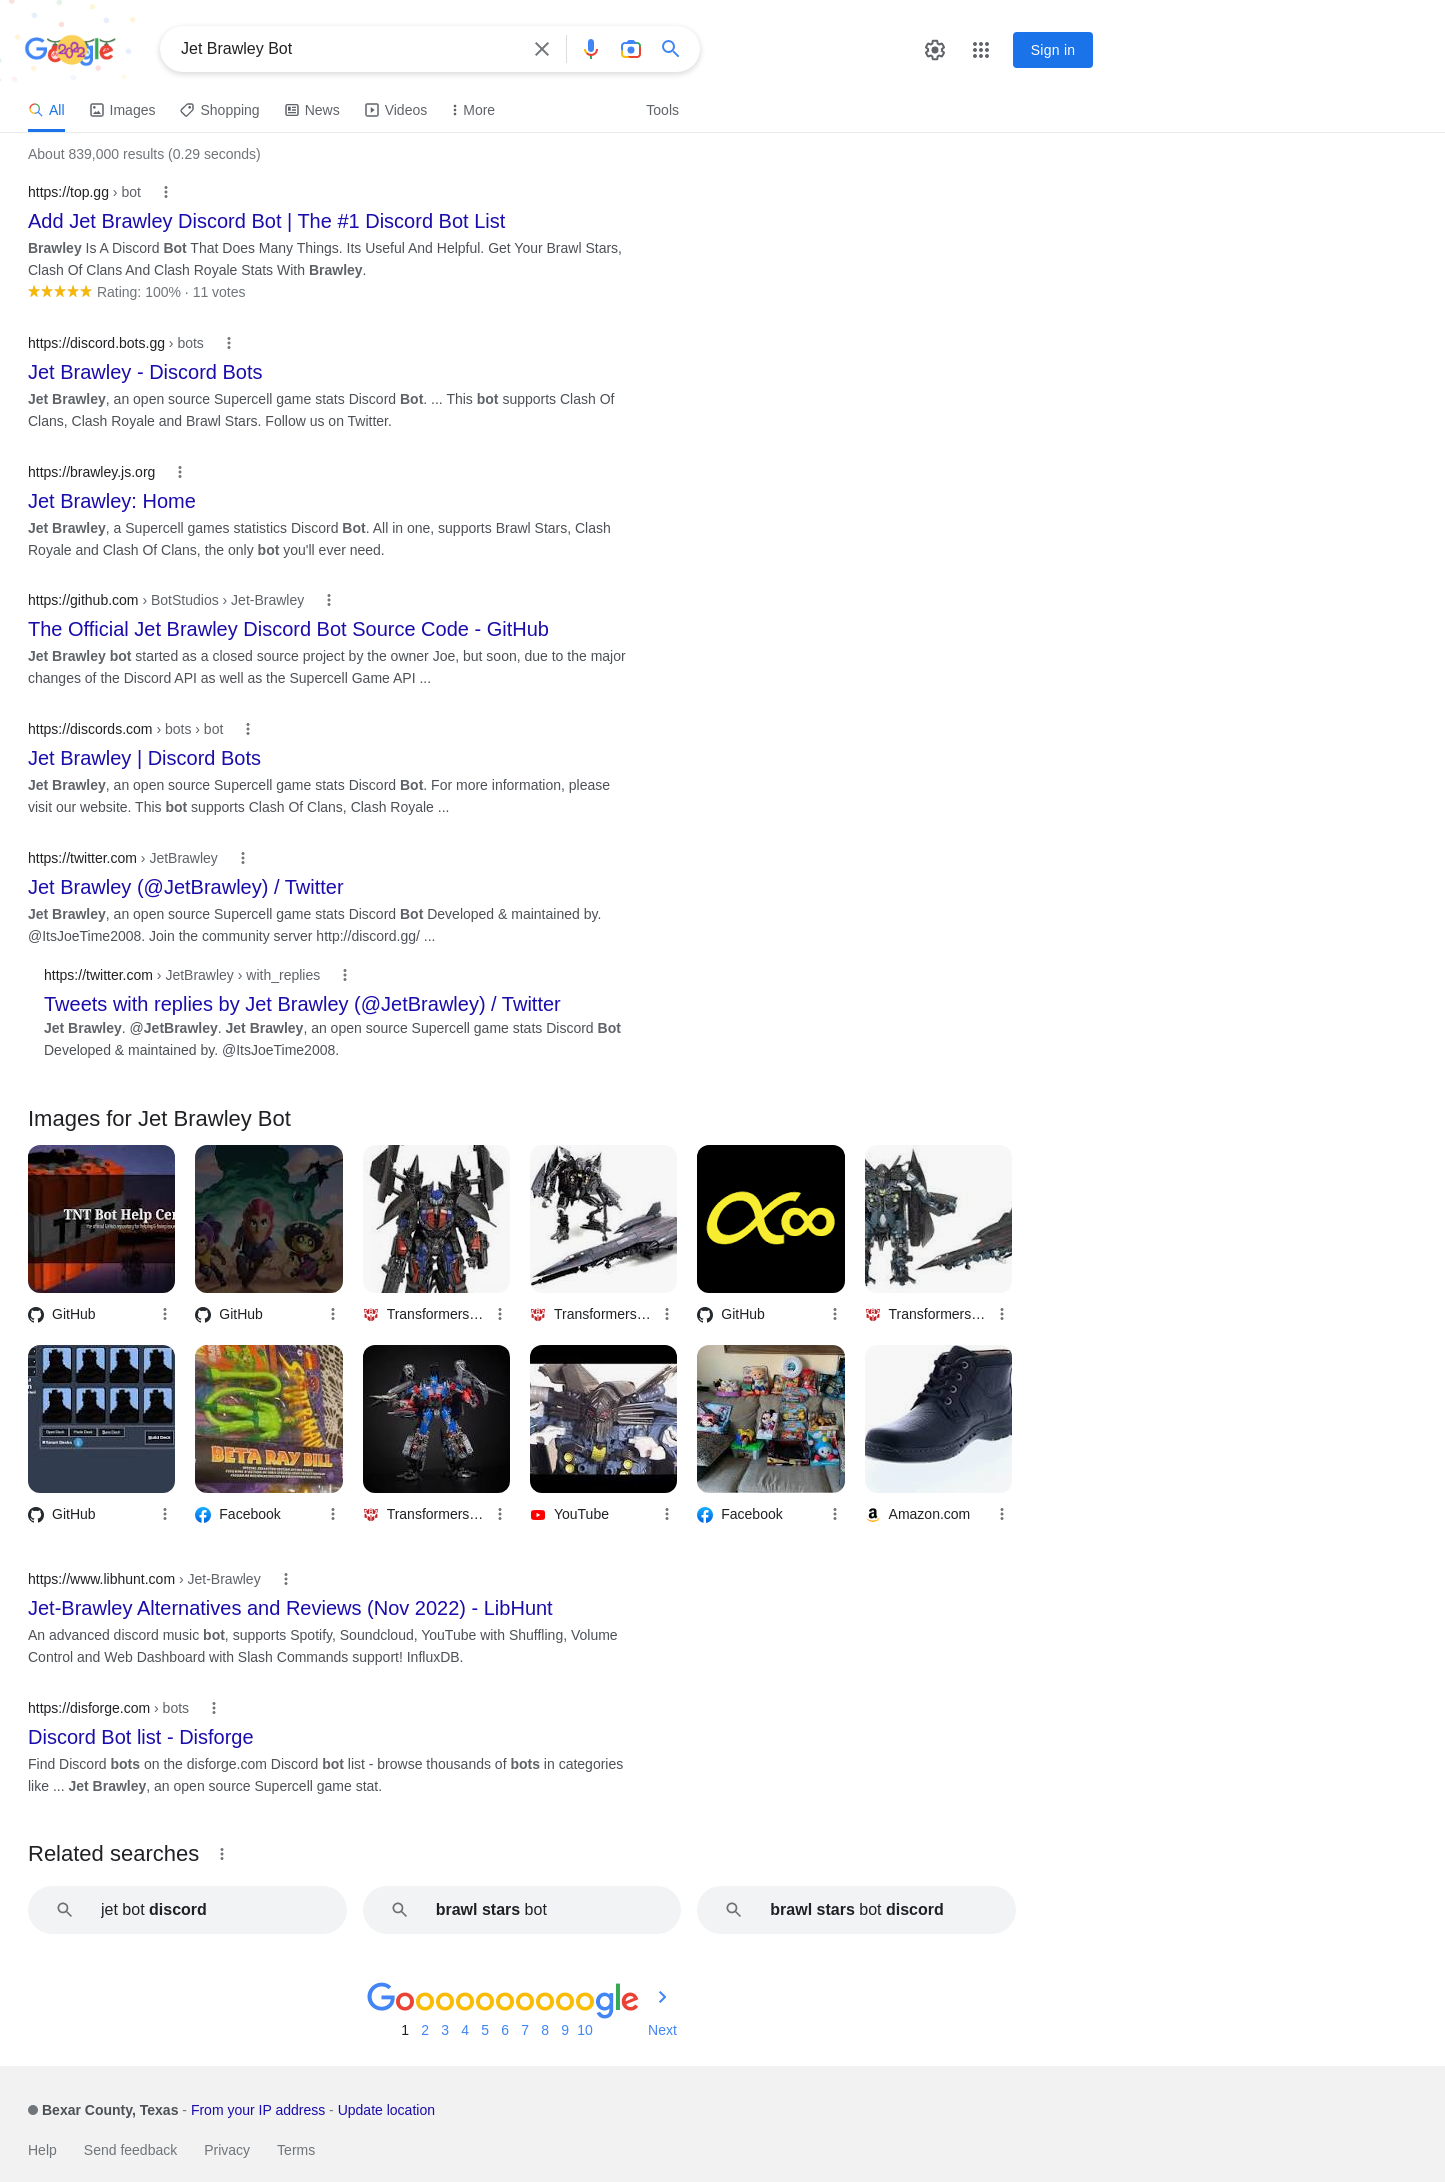 Google
Jet Brawley Bot
Sign in
All
Images
Shopping
News
Videos
More
Tools
About 839,000 results (0.29 seconds)
https://top.gg › bot
Add Jet Brawley Discord Bot | The #1 Discord Bot List
Brawley Is A Discord Bot That Does Many Things. Its Useful And Helpful. Get Your Brawl Stars,
Clash Of Clans And Clash Royale Stats With Brawley.
Rating: 100% · 11 votes
https://discord.bots.gg › bots
Jet Brawley - Discord Bots
Jet Brawley, an open source Supercell game stats Discord Bot. ... This bot supports Clash Of
Clans, Clash Royale and Brawl Stars. Follow us on Twitter.
https://brawley.js.org
Jet Brawley: Home
Jet Brawley, a Supercell games statistics Discord Bot. All in one, supports Brawl Stars, Clash
Royale and Clash Of Clans, the only bot you'll ever need.
https://github.com › BotStudios › Jet-Brawley
The Official Jet Brawley Discord Bot Source Code - GitHub
Jet Brawley bot started as a closed source project by the owner Joe, but soon, due to the major
changes of the Discord API as well as the Supercell Game API ...
https://discords.com › bots › bot
Jet Brawley | Discord Bots
Jet Brawley, an open source Supercell game stats Discord Bot. For more information, please
visit our website. This bot supports Clash Of Clans, Clash Royale ...
https://twitter.com › JetBrawley
Jet Brawley (@JetBrawley) / Twitter
Jet Brawley, an open source Supercell game stats Discord Bot Developed & maintained by.
@ItsJoeTime2008. Join the community server http://discord.gg/ ...
https://twitter.com › JetBrawley › with_replies
Tweets with replies by Jet Brawley (@JetBrawley) / Twitter
Jet Brawley. @JetBrawley. Jet Brawley, an open source Supercell game stats Discord Bot
Developed & maintained by. @ItsJoeTime2008.
Images for Jet Brawley Bot
TNT Bot Help Cen
GitHub
GitHub
Transformers…
Transformers…
GitHub
Transformers…
BETA RAY BILL
GitHub
Facebook
Transformers…
YouTube
Facebook
Amazon.com
https://www.libhunt.com › Jet-Brawley
Jet-Brawley Alternatives and Reviews (Nov 2022) - LibHunt
An advanced discord music bot, supports Spotify, Soundcloud, YouTube with Shuffling, Volume
Control and Web Dashboard with Slash Commands support! InfluxDB.
https://disforge.com › bots
Discord Bot list - Disforge
Find Discord bots on the disforge.com Discord bot list - browse thousands of bots in categories
like ... Jet Brawley, an open source Supercell game stat.
Related searches
jet bot discord
brawl stars bot
brawl stars bot discord
Goooooooooogle
1 2 3 4 5 6 7 8 9 10 Next
Bexar County, Texas - From your IP address - Update location
Help Send feedback Privacy Terms